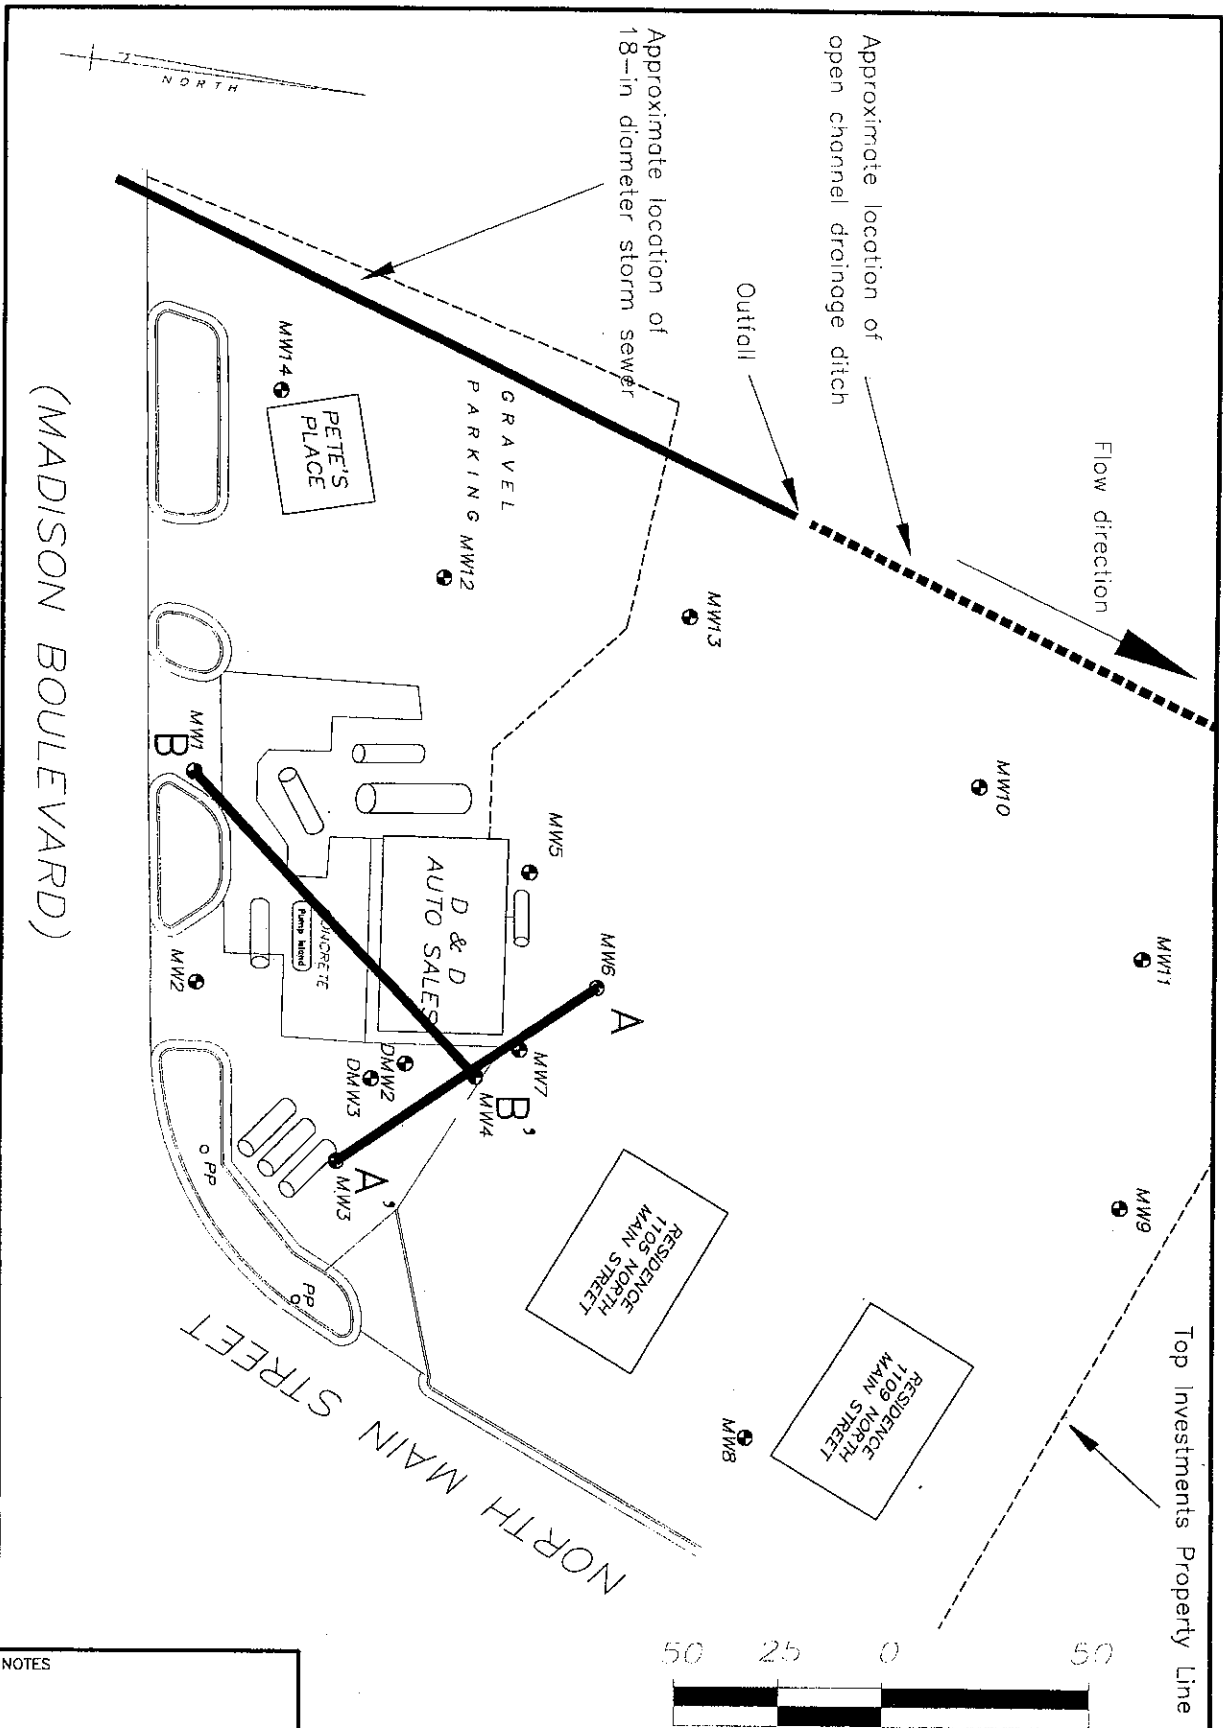 Approximate location of
open channel drainage ditch
Approximate location of
18-in diameter storm sewer
Outfall
Flow direction
NORTH
GRAVEL
PARKING
MW14
PETE'S
PLACE
MW12
MW13
MW10
MW11
MW9
MW5
MW6
A
MW1
B
D & D
AUTO SALES
CONCRETE
Pump Island
MW2
MW7
B'
MW4
DMW2
DMW3
A'
MW3
PP
PP
RESIDENCE
1105 NORTH
MAIN STREET
RESIDENCE
1109 NORTH
MAIN STREET
MW8
Top Investments Property Line
(MADISON BOULEVARD)
NORTH MAIN STREET
50 25 0 50
NOTES